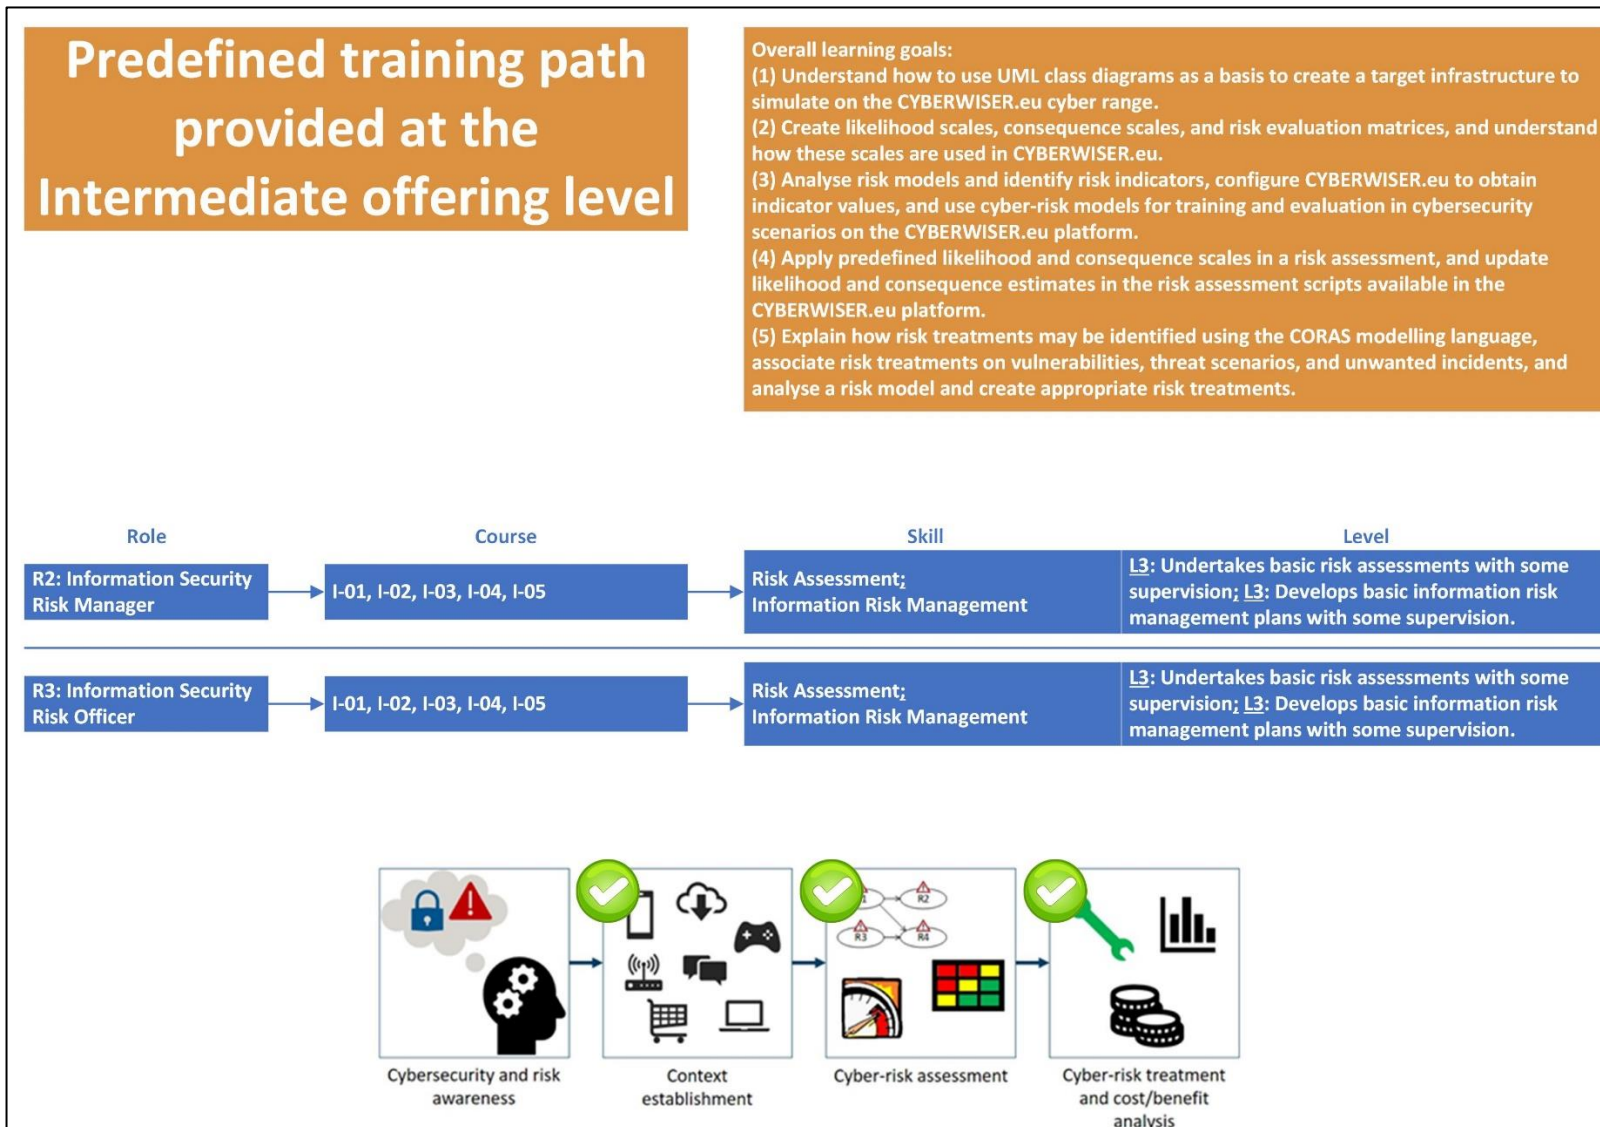 Predefined training path
provided at the
Intermediate offering level
Overall learning goals:
(1) Understand how to use UML class diagrams as a basis to create a target infrastructure to
simulate on the CYBERWISER.eu cyber range.
(2) Create likelihood scales, consequence scales, and risk evaluation matrices, and understand
how these scales are used in CYBERWISER.eu.
(3) Analyse risk models and identify risk indicators, configure CYBERWISER.eu to obtain
indicator values, and use cyber-risk models for training and evaluation in cybersecurity
scenarios on the CYBERWISER.eu platform.
(4) Apply predefined likelihood and consequence scales in a risk assessment, and update
likelihood and consequence estimates in the risk assessment scripts available in the
CYBERWISER.eu platform.
(5) Explain how risk treatments may be identified using the CORAS modelling language,
associate risk treatments on vulnerabilities, threat scenarios, and unwanted incidents, and
analyse a risk model and create appropriate risk treatments.
Role
Course
Skill
Level
R2: Information Security
Risk Manager
I-01, I-02, I-03, I-04, I-05
Risk Assessment;
Information Risk Management
L3: Undertakes basic risk assessments with some
supervision; L3: Develops basic information risk
management plans with some supervision.
R3: Information Security
Risk Officer
I-01, I-02, I-03, I-04, I-05
Risk Assessment;
Information Risk Management
L3: Undertakes basic risk assessments with some
supervision; L3: Develops basic information risk
management plans with some supervision.
R2
R3
R4
Cybersecurity and risk
awareness
Context
establishment
Cyber-risk assessment
Cyber-risk treatment
and cost/benefit
analysis